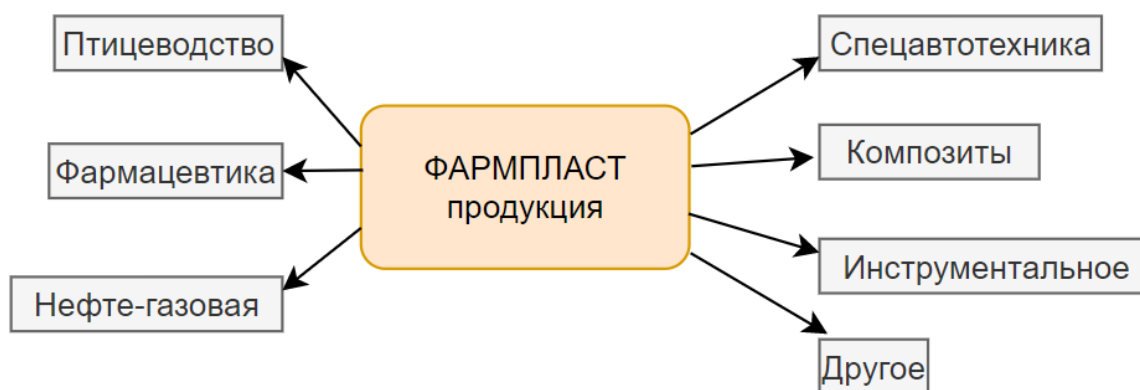 Птицеводство
Спецавтотехника
Фармацевтика
ФАРМПЛАСТ
продукция
Композиты
Нефте-газовая
Инструментальное
Другое